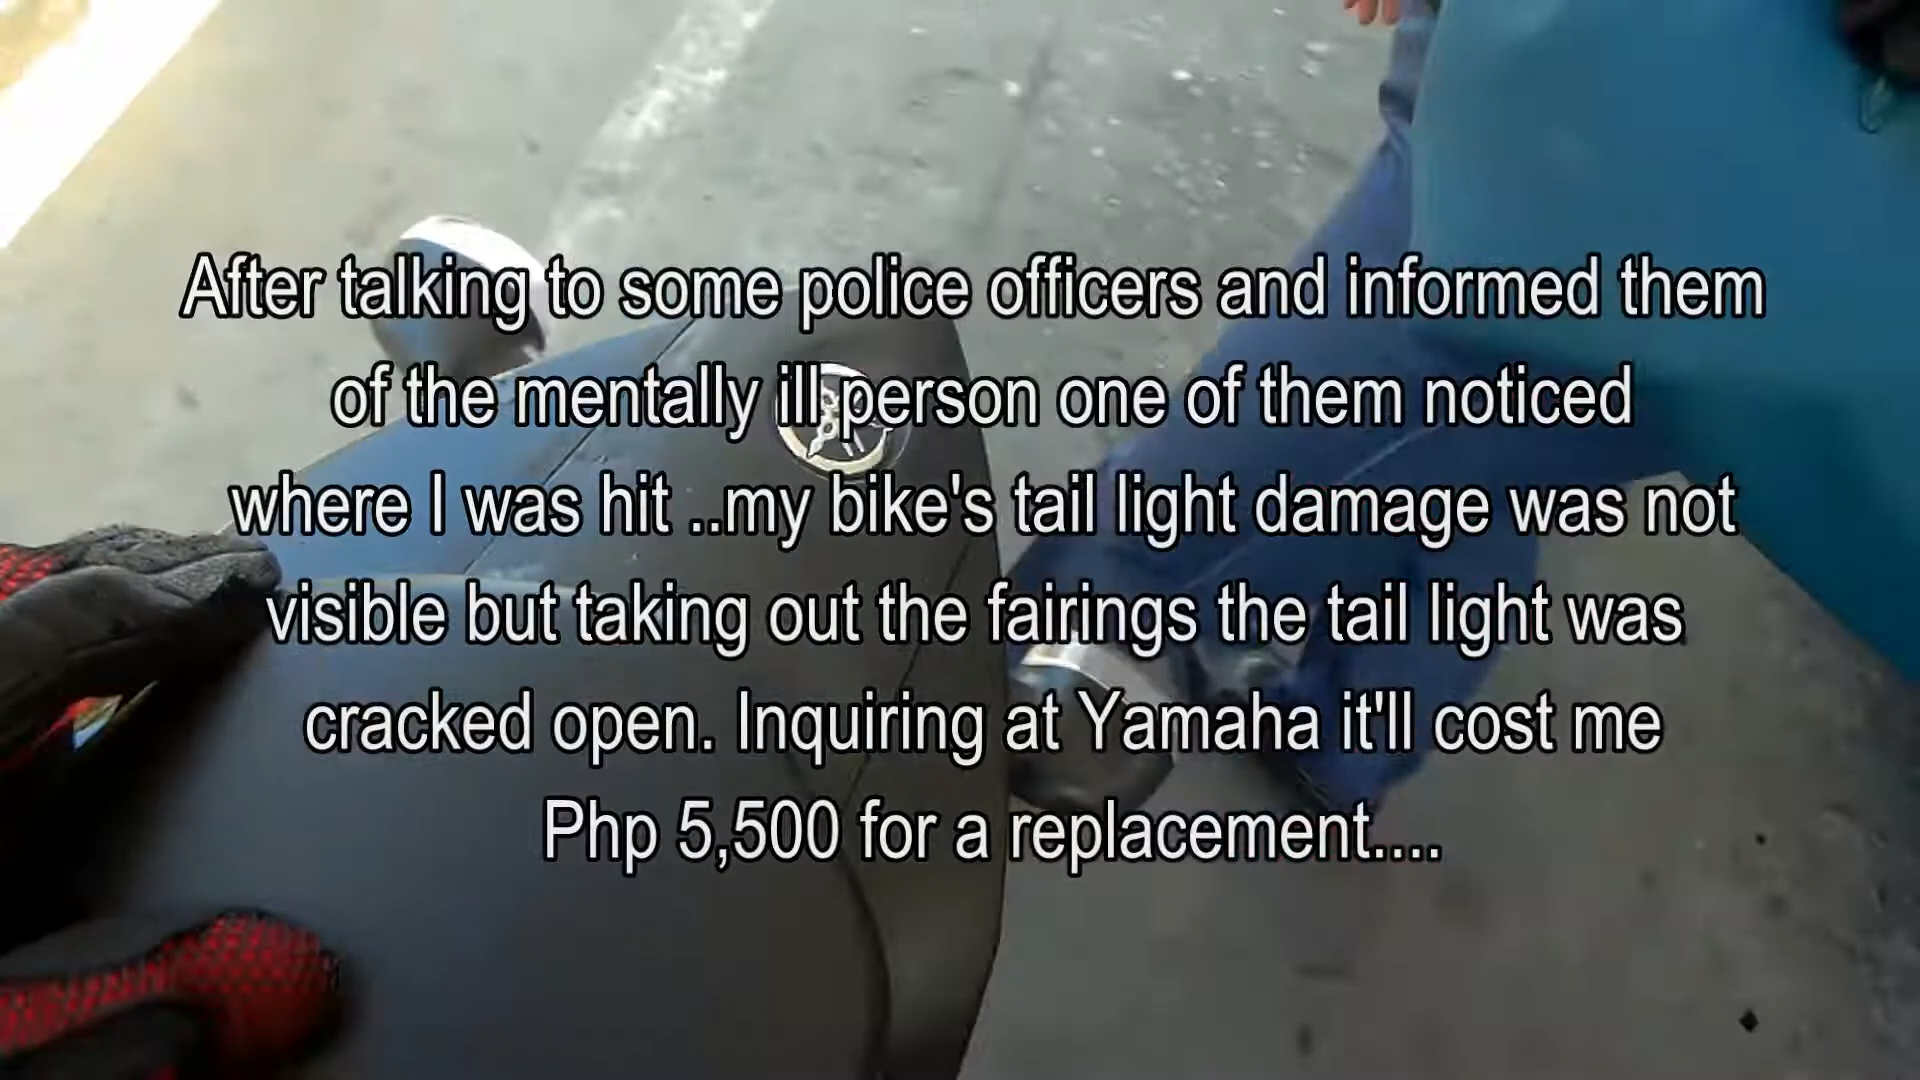 After talking to some police officers and informed them
of the mentally ill person one of them noticed
where I was hit ..my bike's tail light damage was not
visible but taking out the fairings the tail light was
cracked open. Inquiring at Yamaha it'll cost me
Php 5,500 for a replacement....